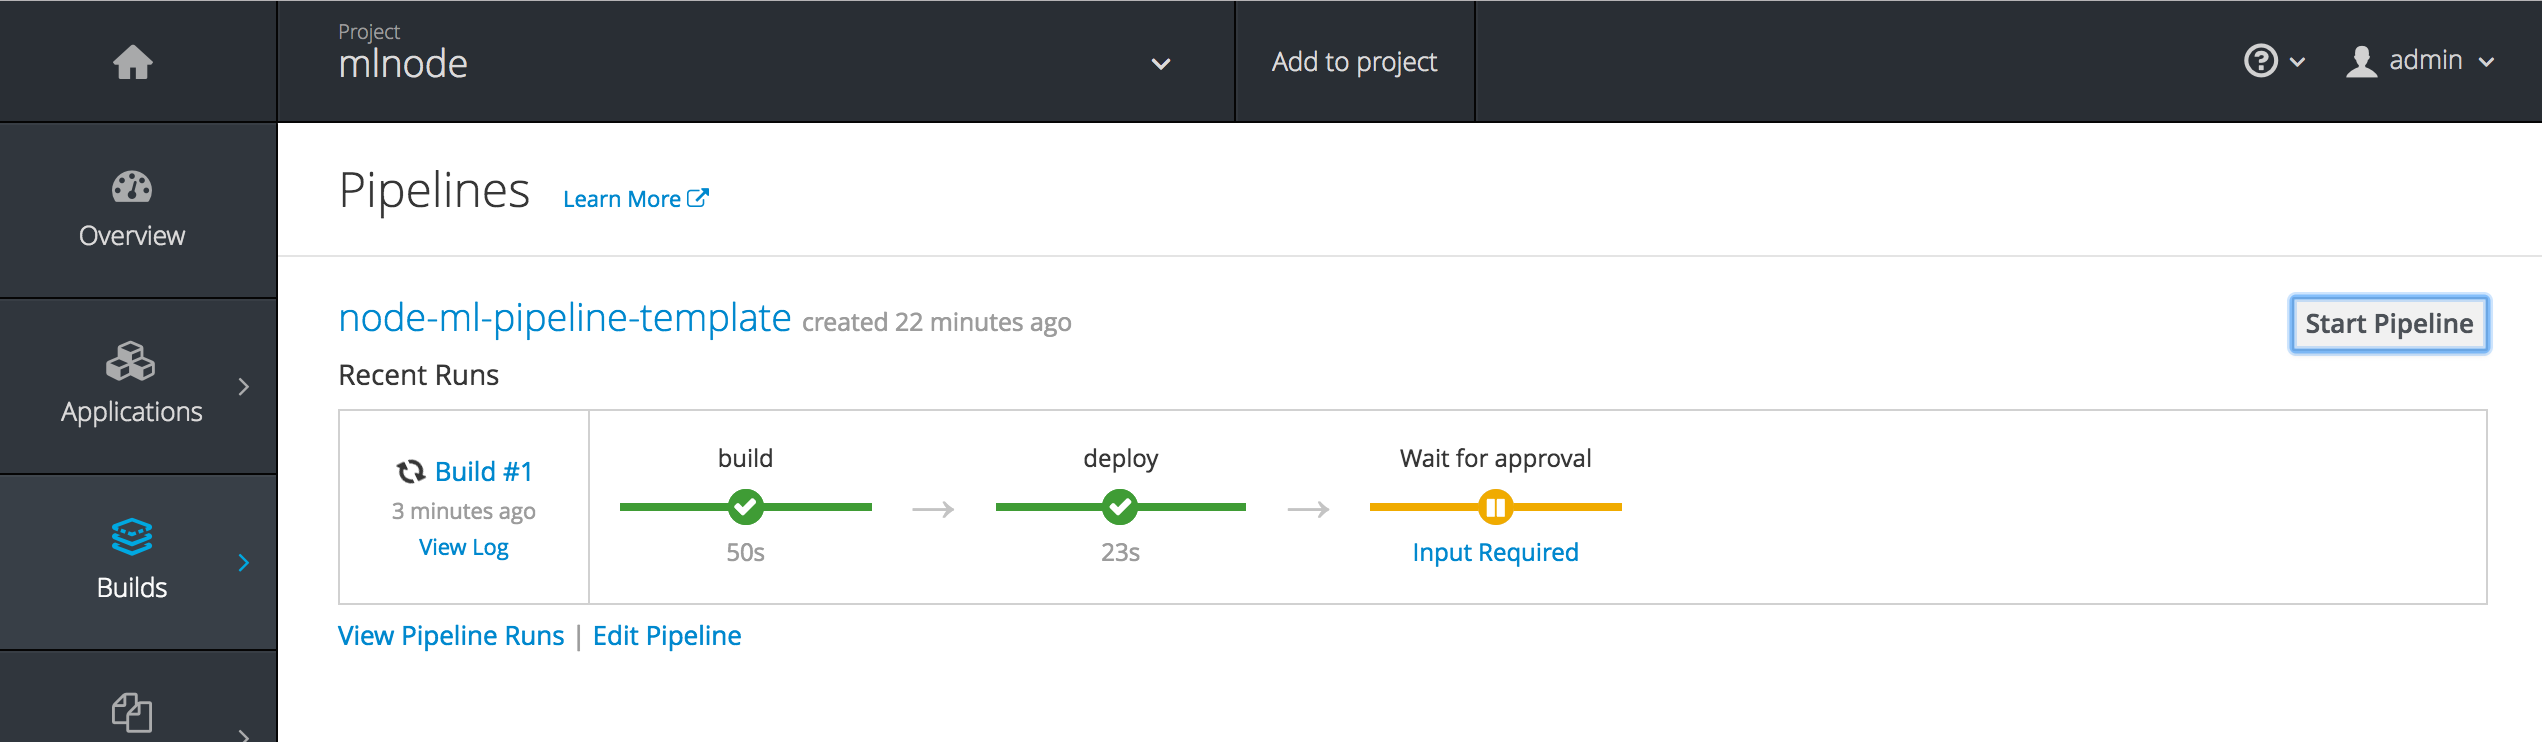 Project
mlnode
Add to project
admin
Overview
Applications
Builds
Pipelines Learn More
node-ml-pipeline-template created 22 minutes ago
Start Pipeline
Recent Runs
Build #1
3 minutes ago
View Log
build
50s
deploy
23s
Wait for approval
Input Required
View Pipeline Runs | Edit Pipeline